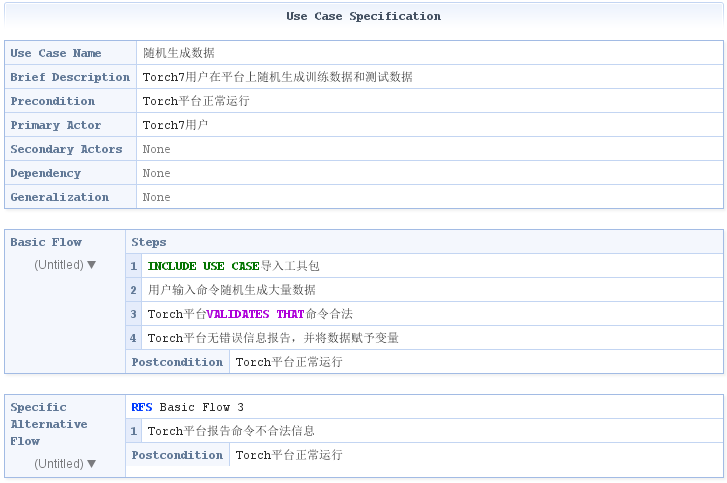 Use Case Specification
Use Case Name 随机生成数据
Brief Description Torch7用户在平台上随机生成训练数据和测试数据
Precondition Torch平台正常运行
Primary Actor Torch7用户
Secondary Actors None
Dependency None
Generalization None
Basic Flow Steps
(Untitled) ▼
1 INCLUDE USE CASE导入工具包
2 用户输入命令随机生成大量数据
3 Torch平台VALIDATES THAT命令合法
4 Torch平台无错误信息报告，并将数据赋予变量
Postcondition Torch平台正常运行
Specific Alternative Flow
(Untitled) ▼
RFS Basic Flow 3
1 Torch平台报告命令不合法信息
Postcondition Torch平台正常运行